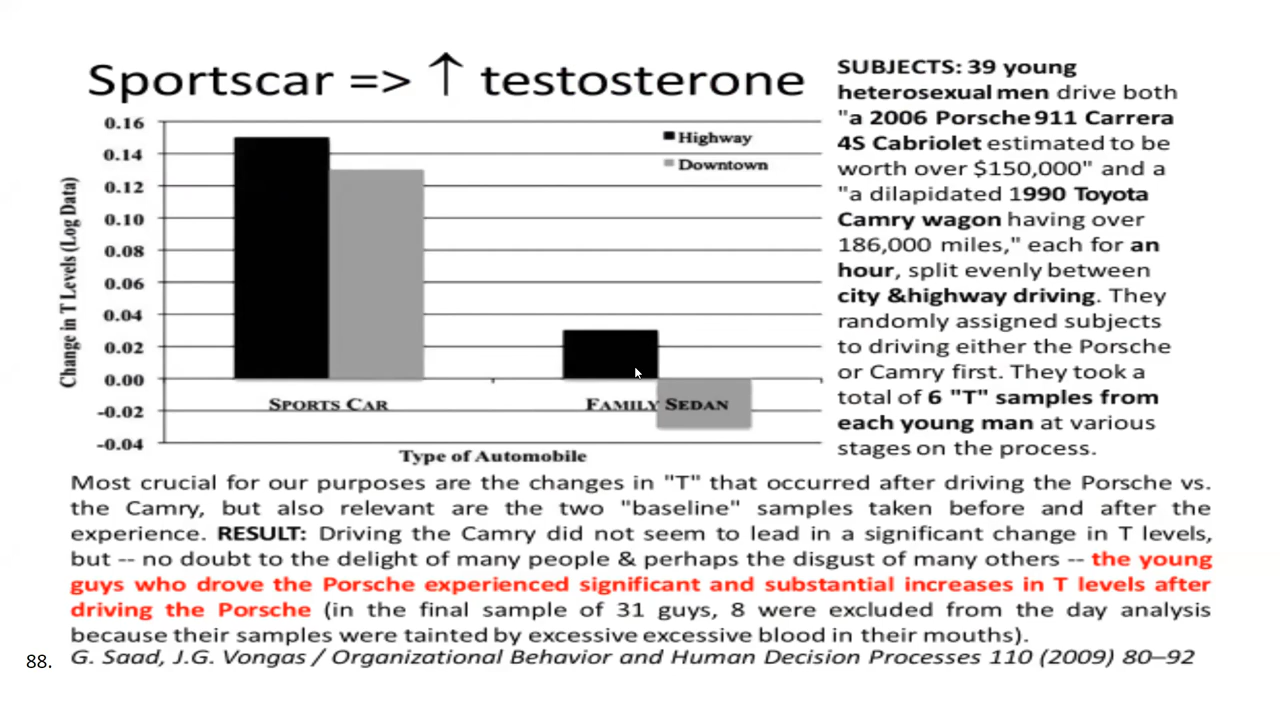 Sportscar => ↑ testosterone
0.16
0.14
0.12
0.10
0.08
0.06
0.04
0.02
0.00
-0.02
-0.04
Change in T Levels (Log Data)
Highway
Downtown
SPORTS CAR
FAMILY SEDAN
Type of Automobile
SUBJECTS: 39 young
heterosexual men drive both
"a 2006 Porsche 911 Carrera
4S Cabriolet estimated to be
worth over $150,000" and a
"a dilapidated 1990 Toyota
Camry wagon having over
186,000 miles," each for an
hour, split evenly between
city &highway driving. They
randomly assigned subjects
to driving either the Porsche
or Camry first. They took a
total of 6 "T" samples from
each young man at various
stages on the process.
Most crucial for our purposes are the changes in "T" that occurred after driving the Porsche vs.
the Camry, but also relevant are the two "baseline" samples taken before and after the
experience. RESULT: Driving the Camry did not seem to lead in a significant change in T levels,
but -- no doubt to the delight of many people & perhaps the disgust of many others -- the young
guys who drove the Porsche experienced significant and substantial increases in T levels after
driving the Porsche (in the final sample of 31 guys, 8 were excluded from the day analysis
because their samples were tainted by excessive excessive blood in their mouths).
88. G. Saad, J.G. Vongas / Organizational Behavior and Human Decision Processes 110 (2009) 80–92